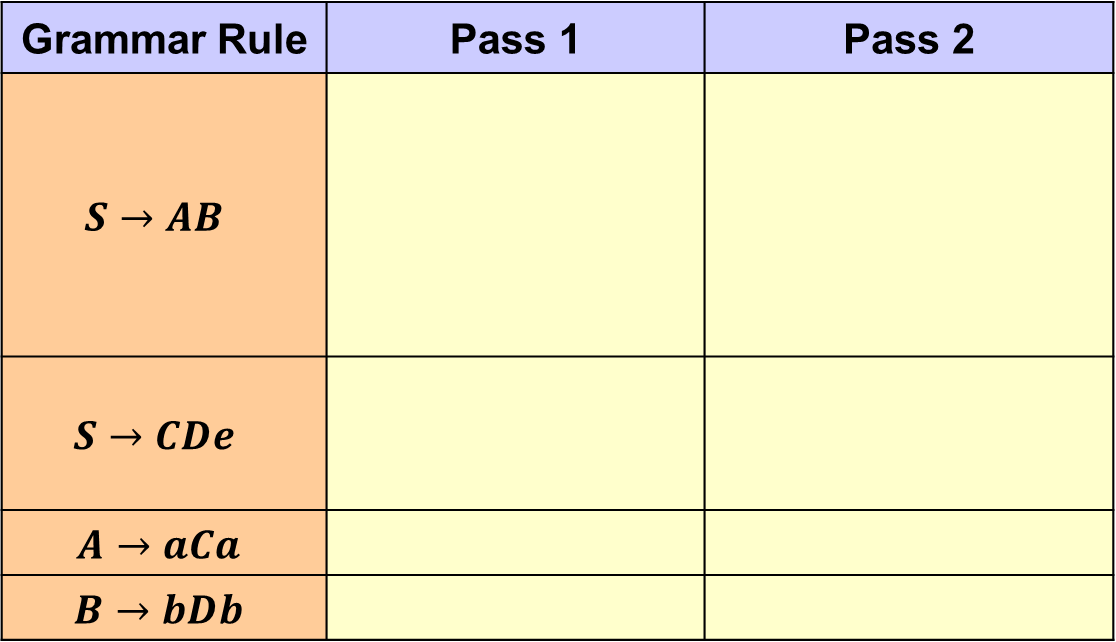 Grammar Rule Pass 1 Pass 2
S → AB
S → CDe
A → aCa
B → bDb